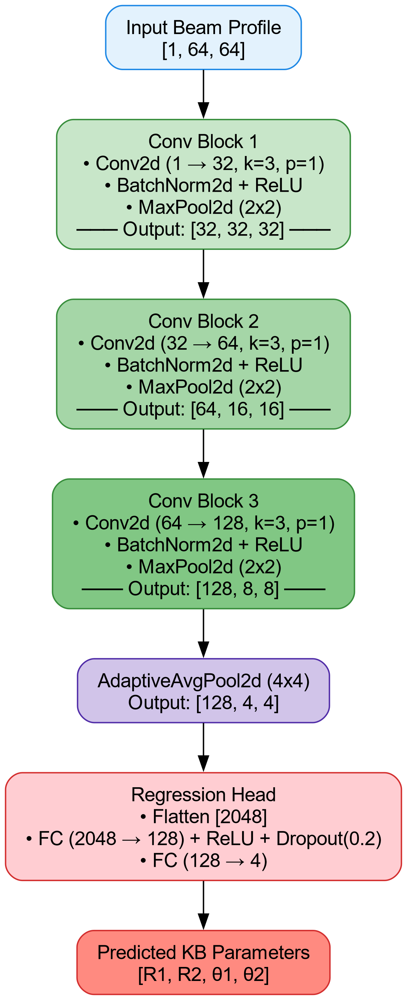 Input Beam Profile
[1, 64, 64]
Conv Block 1
• Conv2d (1 → 32, k=3, p=1)
• BatchNorm2d + ReLU
• MaxPool2d (2x2)
—— Output: [32, 32, 32] ——
Conv Block 2
• Conv2d (32 → 64, k=3, p=1)
• BatchNorm2d + ReLU
• MaxPool2d (2x2)
—— Output: [64, 16, 16] ——
Conv Block 3
• Conv2d (64 → 128, k=3, p=1)
• BatchNorm2d + ReLU
• MaxPool2d (2x2)
—— Output: [128, 8, 8] ——
AdaptiveAvgPool2d (4x4)
Output: [128, 4, 4]
Regression Head
• Flatten [2048]
• FC (2048 → 128) + ReLU + Dropout(0.2)
• FC (128 → 4)
Predicted KB Parameters
[R1, R2, θ1, θ2]